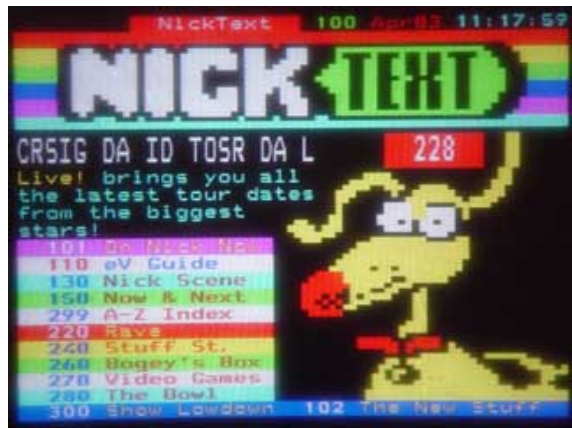 NickText 100 Apr03 11:17:59
NICK TEXT
CRSIG DA ID TOSR DA L 228
Live! brings you all
the latest tour dates
from the biggest
stars!
101 On Nick No
110 eV Guide
130 Nick Scene
150 Now & Next
299 A-Z Index
220 Rave
240 Stuff St.
260 Bogey's Box
270 Video Games
280 The Bowl
300 Show Lowdown 102 The New Stuff